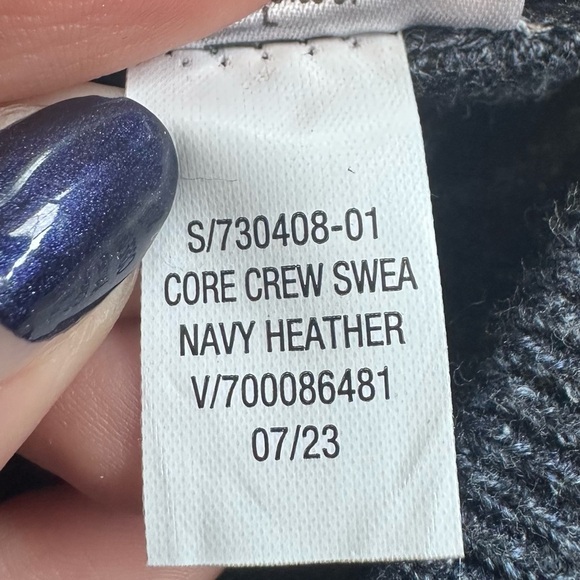 S/730408-01
CORE CREW SWEA
NAVY HEATHER
V/700086481
07/23